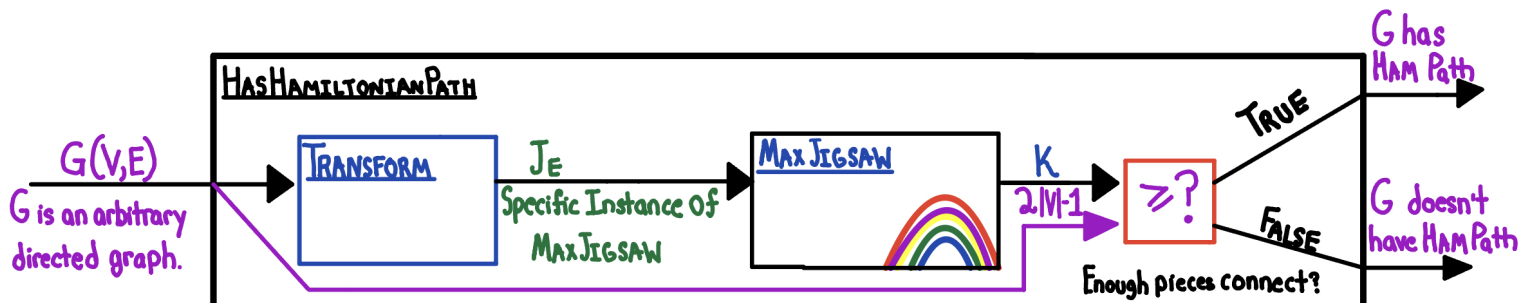 G has
HAM Path
HASHAMILTONIANPATH
TRUE
G(V,E)
TRANSFORM
JE
MAXJIGSAW
K
≥?
G is an arbitrary
directed graph.
Specific Instance Of
MAXJIGSAW
2|V|-1
FALSE
G doesn't
have HAM Path
Enough pieces connect?